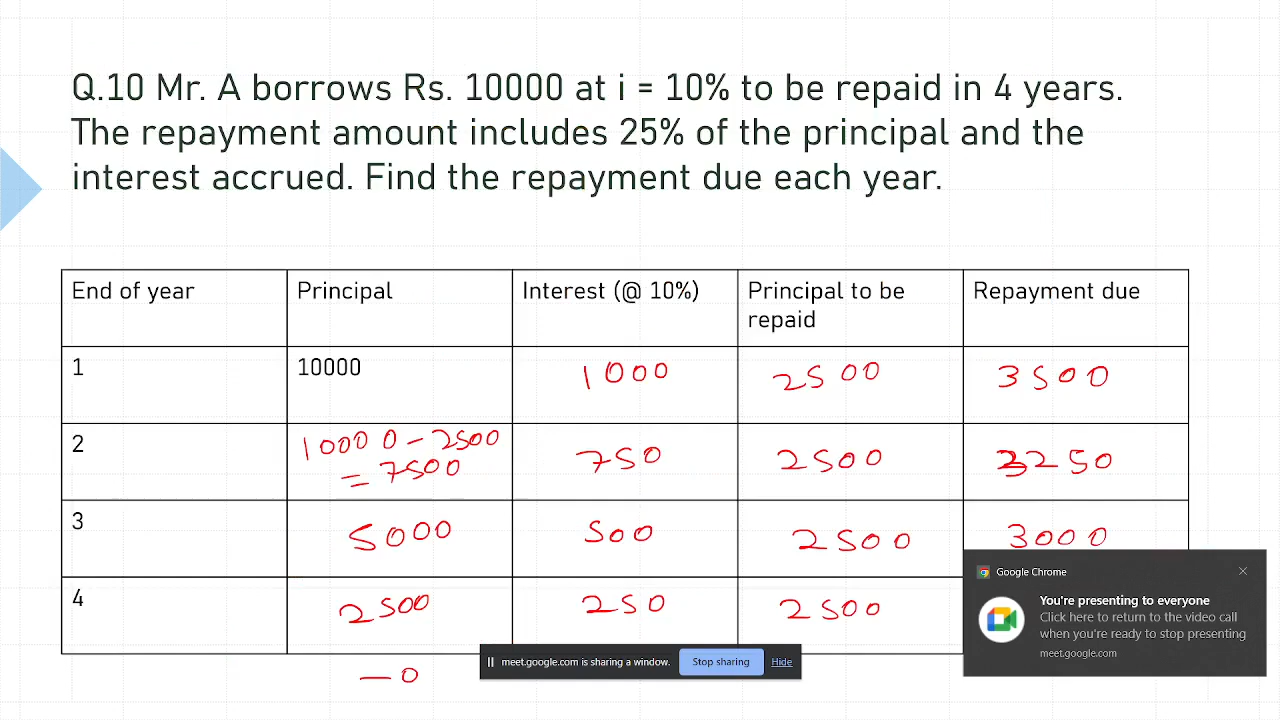 Q.10 Mr. A borrows Rs. 10000 at i = 10% to be repaid in 4 years.
The repayment amount includes 25% of the principal and the
interest accrued. Find the repayment due each year.
End of year Principal Interest (@ 10%) Principal to be repaid Repayment due
1 10000 1000 2500 3500
2 10000 - 2500 = 7500 750 2500 3250
3 5000 500 2500 3000
4 2500 250 2500
— 0
Google Chrome
You're presenting to everyone
Click here to return to the video call
when you're ready to stop presenting
meet.google.com
meet.google.com is sharing a window. Stop sharing Hide